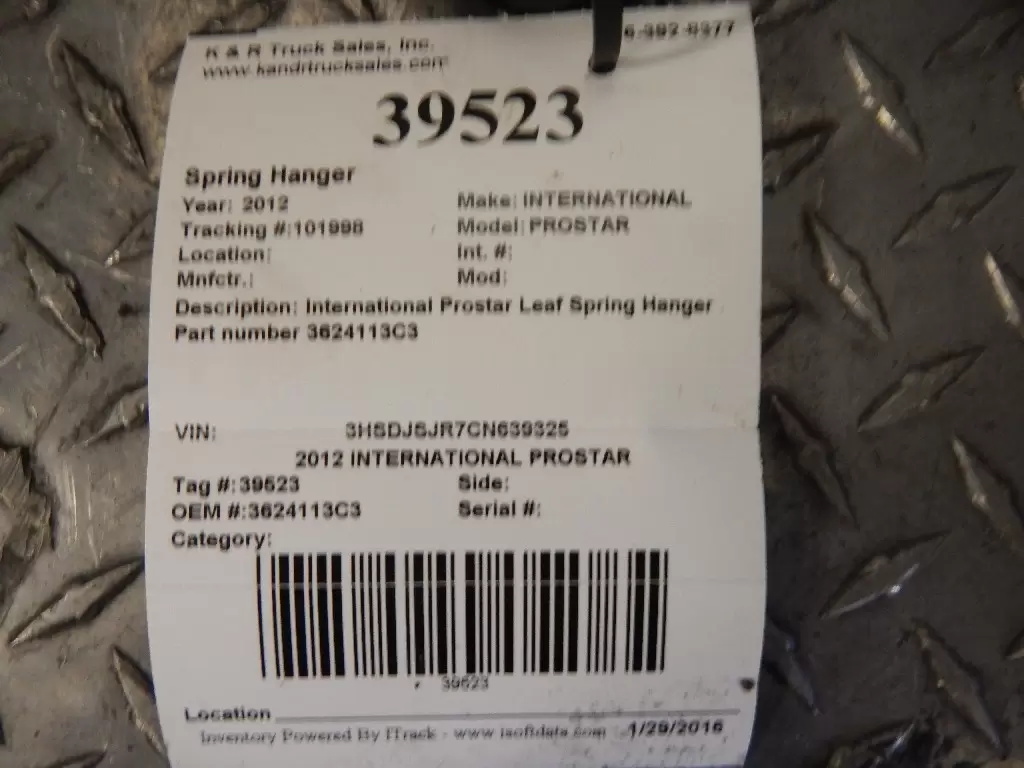 K & R Truck Sales, Inc.
www.kandrtrucksales.com
39523
Spring Hanger
Year: 2012 Make: INTERNATIONAL
Tracking #:101998 Model: PROSTAR
Location: Int. #:
Mnfctr.: Mod:
Description: International Prostar Leaf Spring Hanger
Part number 3624113C3
VIN: 3HSDJSJR7CN639325
2012 INTERNATIONAL PROSTAR
Tag #:39523 Side:
OEM #:3624113C3 Serial #:
Category:
39523
Location
Inventory Powered By ITrack - www.isoftdata.com 1/29/2016